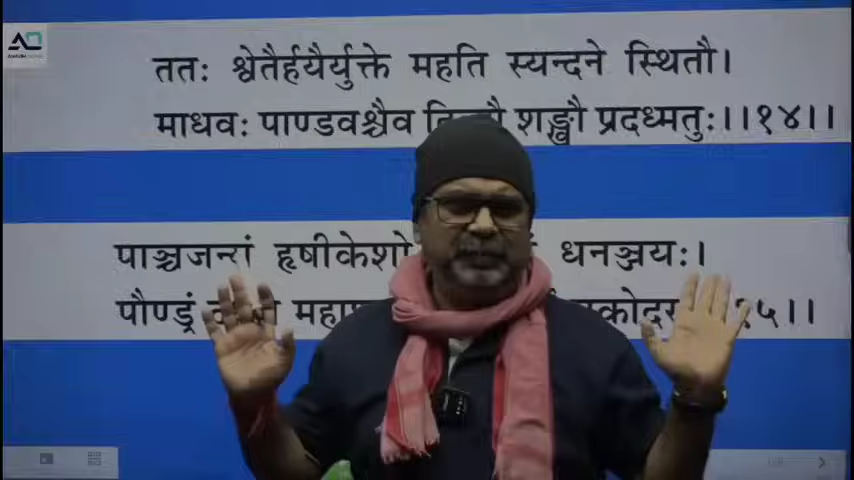 ततः श्वेतैर्हयैर्युक्ते महति स्यन्दने स्थितौ।
माधवः पाण्डवश्चैव शङ्खौ प्रदध्मतुः।।१४।।
पाञ्चजन्यं हृषीकेशो धनञ्जयः।
पौण्ड्रं